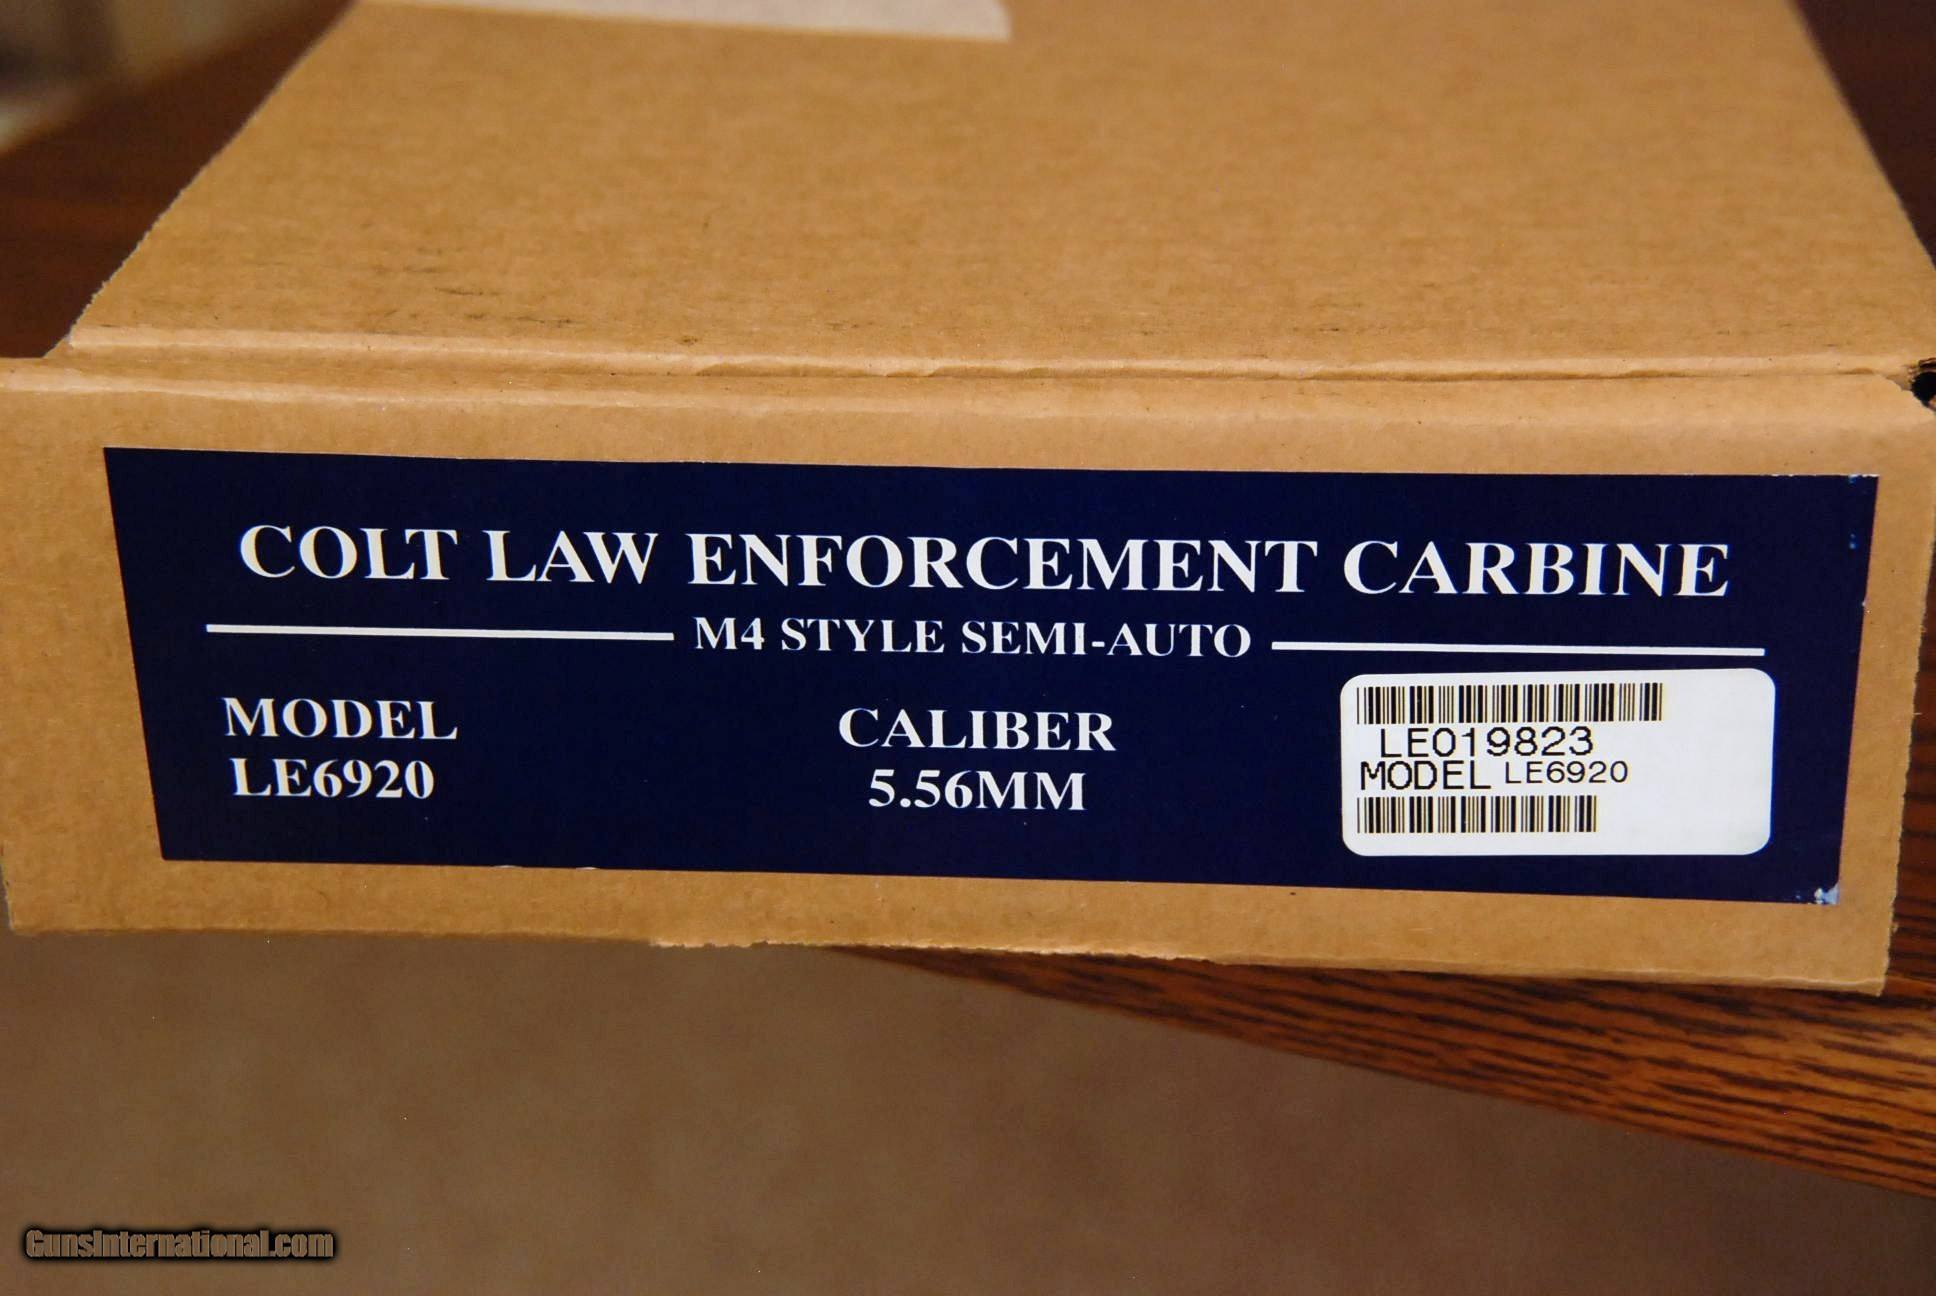 COLT LAW ENFORCEMENT CARBINE
M4 STYLE SEMI-AUTO
MODEL
LE6920
CALIBER
5.56MM
LE019823
MODEL LE6920
GunsInternational.com